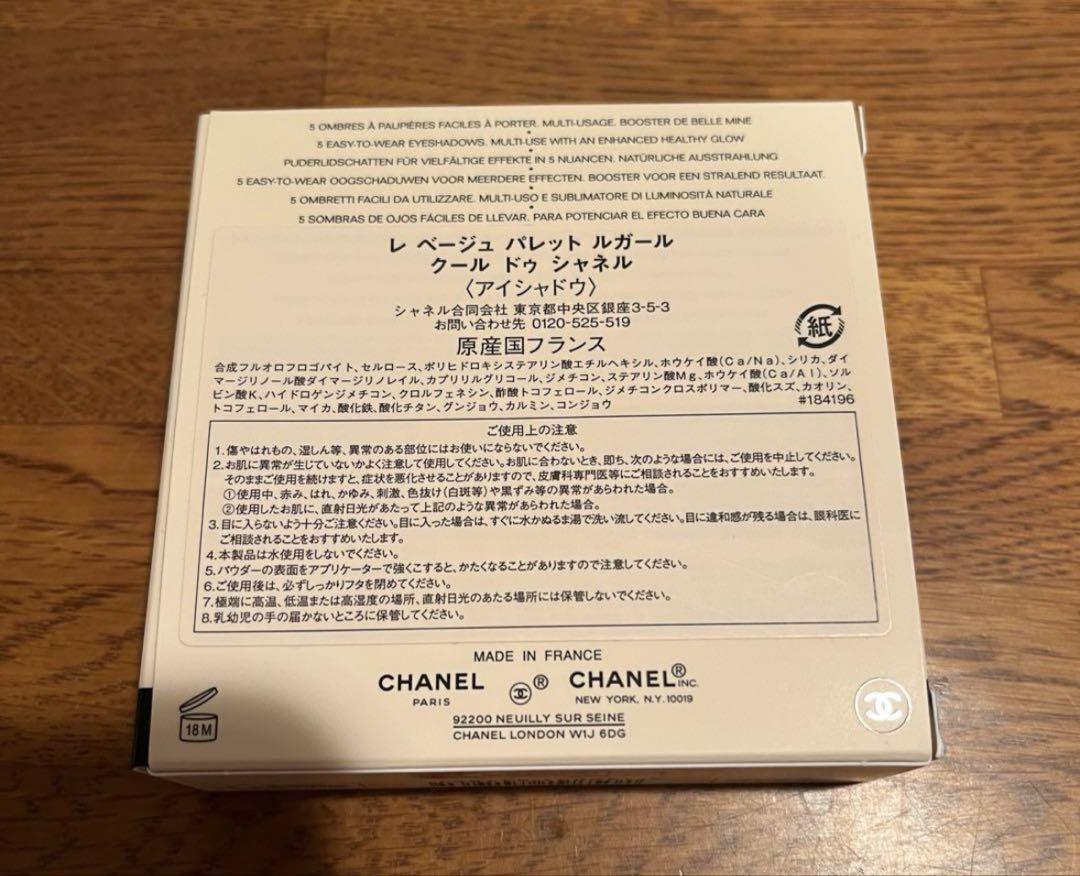 5 OMBRES À PAUPIÈRES FACILES À PORTER. MULTI-USAGE. BOOSTER DE BELLE MINE
5 EASY-TO-WEAR EYESHADOWS. MULTI-USE WITH AN ENHANCED HEALTHY GLOW
PUDERLIDSCHATTEN FÜR VIELFÄLTIGE EFFEKTE IN 5 NUANCEN. NATÜRLICHE AUSSTRAHLUNG
5 EASY-TO-WEAR OOGSCHADUWEN VOOR MEERDERE EFFECTEN. BOOSTER VOOR EEN STRALEND RESULTAAT.
5 OMBRETTI FACILI DA UTILIZZARE. MULTI-USO E SUBLIMATORE DI LUMINOSITÀ NATURALE
5 SOMBRAS DE OJOS FÁCILES DE LLEVAR. PARA POTENCIAR EL EFECTO BUENA CARA
レ ベージュ パレット ルガール
クール ドゥ シャネル
〈アイシャドウ〉
シャネル合同会社 東京都中央区銀座3-5-3
お問い合わせ先 0120-525-519
原産国フランス
紙
合成フルオロフロゴパイト、セルロース、ポリヒドロキシステアリン酸エチルヘキシル、ホウケイ酸(Ca/Na)、シリカ、ダイ
マージリノール酸ダイマージリノレイル、カプリリルグリコール、ジメチコン、ステアリン酸Mg、ホウケイ酸(Ca/Al)、ソル
ビン酸K、ハイドロゲンジメチコン、クロルフェネシン、酢酸トコフェロール、ジメチコンクロスポリマー、酸化スズ、カオリン、
トコフェロール、マイカ、酸化鉄、酸化チタン、グンジョウ、カルミン、コンジョウ
#184196
ご使用上の注意
1.傷やはれもの、湿しん等、異常のある部位にはお使いにならないでください。
2.お肌に異常が生じていないかよく注意して使用してください。お肌に合わないとき、即ち、次のような場合には、ご使用を中止してください。
そのままご使用を続けますと、症状を悪化させることがありますので、皮膚科専門医等にご相談されることをおすすめいたします。
①使用中、赤み、はれ、かゆみ、刺激、色抜け(白斑等)や黒ずみ等の異常があらわれた場合。
②使用したお肌に、直射日光があたって上記のような異常があらわれた場合。
3.目に入らないよう十分ご注意ください。目に入った場合は、すぐに水かぬるま湯で洗い流してください。目に違和感が残る場合は、眼科医に
ご相談されることをおすすめいたします。
4.本製品は水使用をしないでください。
5.パウダーの表面をアプリケーターで強くこすると、かたくなることがありますので注意してください。
6.ご使用後は、必ずしっかりフタを閉めてください。
7.極端に高温、低温または高湿度の場所、直射日光のあたる場所には保管しないでください。
8.乳幼児の手の届かないところに保管してください。
MADE IN FRANCE
CHANEL ® CHANEL® INC.
PARIS NEW YORK, N.Y. 10019
92200 NEUILLY SUR SEINE
CHANEL LONDON W1J 6DG
18 M